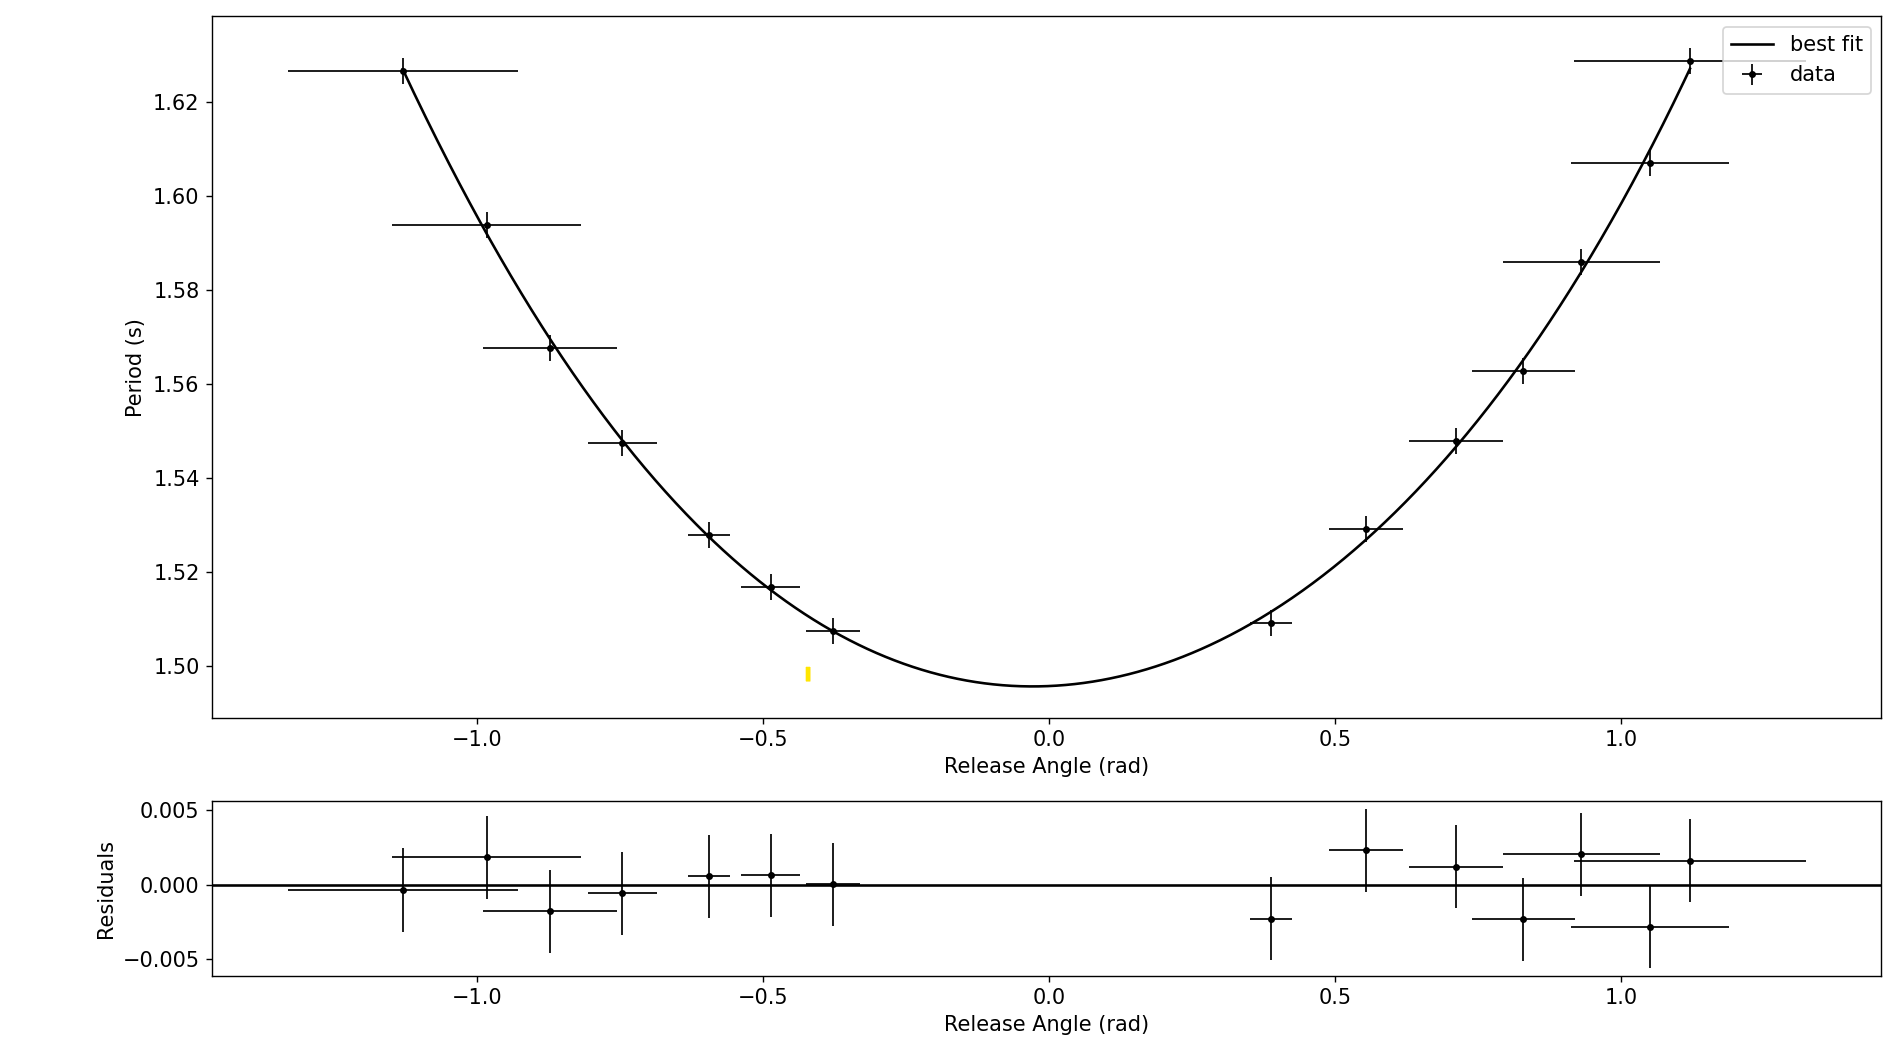 best fit
data
1.62
1.60
1.58
1.56
1.54
1.52
1.50
Period (s)
−1.0 −0.5 0.0 0.5 1.0
Release Angle (rad)
0.005
0.000
−0.005
Residuals
−1.0 −0.5 0.0 0.5 1.0
Release Angle (rad)